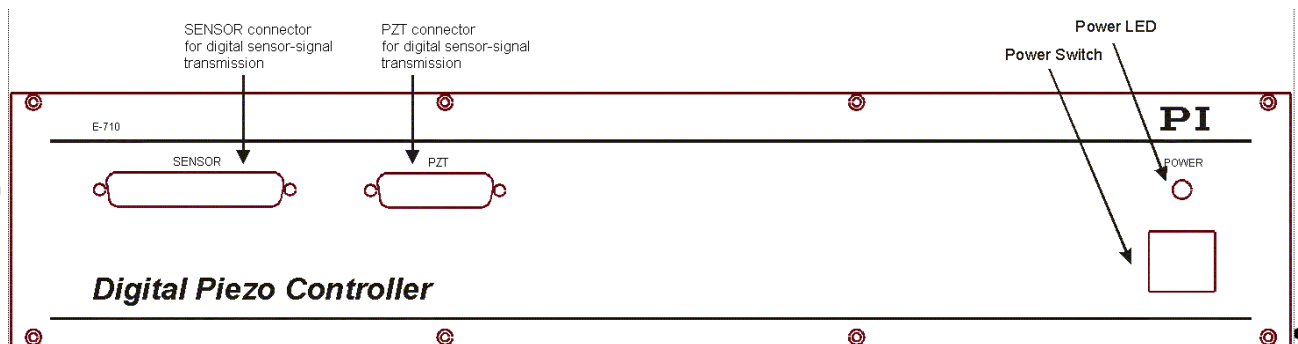 SENSOR connector
for digital sensor-signal
transmission
PZT connector
for digital sensor-signal
transmission
Power LED
Power Switch
E-710
PI
SENSOR
PZT
POWER
Digital Piezo Controller